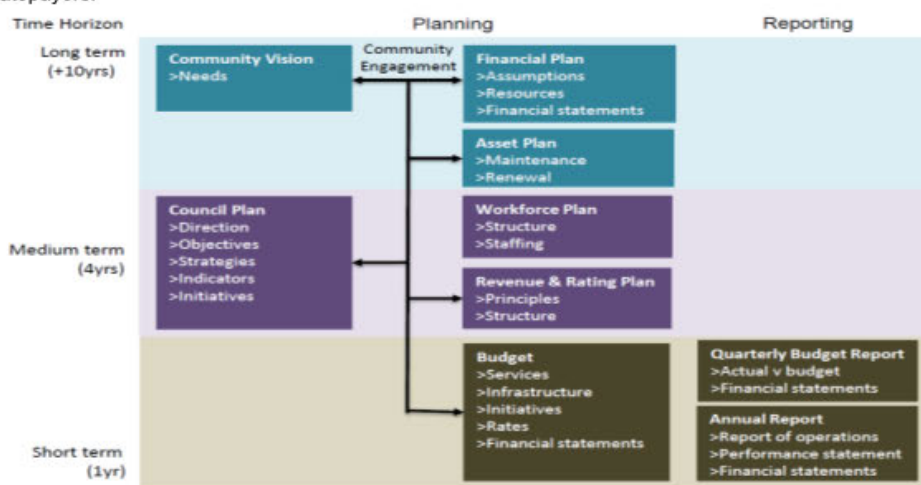 Time Horizon
Planning
Reporting
Long term
(+10yrs)
Community Vision
>Needs
Community
Engagement
Financial Plan
>Assumptions
>Resources
>Financial statements
Asset Plan
>Maintenance
>Renewal
Medium term
(4yrs)
Council Plan
>Direction
>Objectives
>Strategies
>Indicators
>Initiatives
Workforce Plan
>Structure
>Staffing
Revenue & Rating Plan
>Principles
>Structure
Short term
(1yr)
Budget
>Services
>Infrastructure
>Initiatives
>Rates
>Financial statements
Quarterly Budget Report
>Actual v budget
>Financial statements
Annual Report
>Report of operations
>Performance statement
>Financial statements